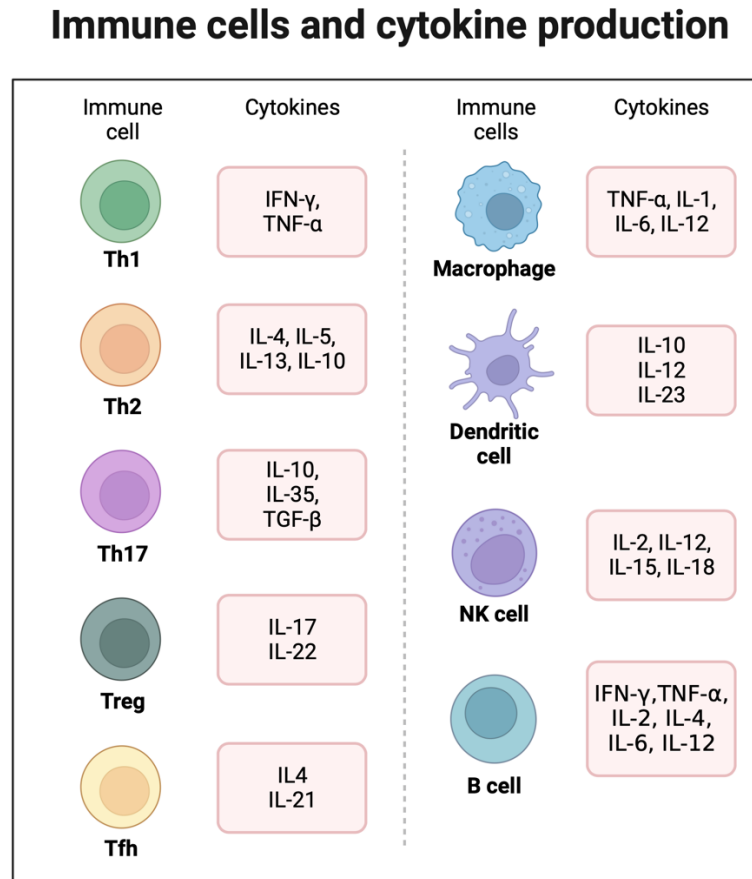 Immune cells and cytokine production
Immune
cell
Cytokines
IFN-γ,
TNF-α
Th1
IL-4, IL-5,
IL-13, IL-10
Th2
IL-10,
IL-35,
TGF-β
Th17
IL-17
IL-22
Treg
IL4
IL-21
Tfh
Immune
cells
Cytokines
TNF-α, IL-1,
IL-6, IL-12
Macrophage
IL-10
IL-12
IL-23
Dendritic
cell
IL-2, IL-12,
IL-15, IL-18
NK cell
IFN-γ,TNF-α,
IL-2, IL-4,
IL-6, IL-12
B cell